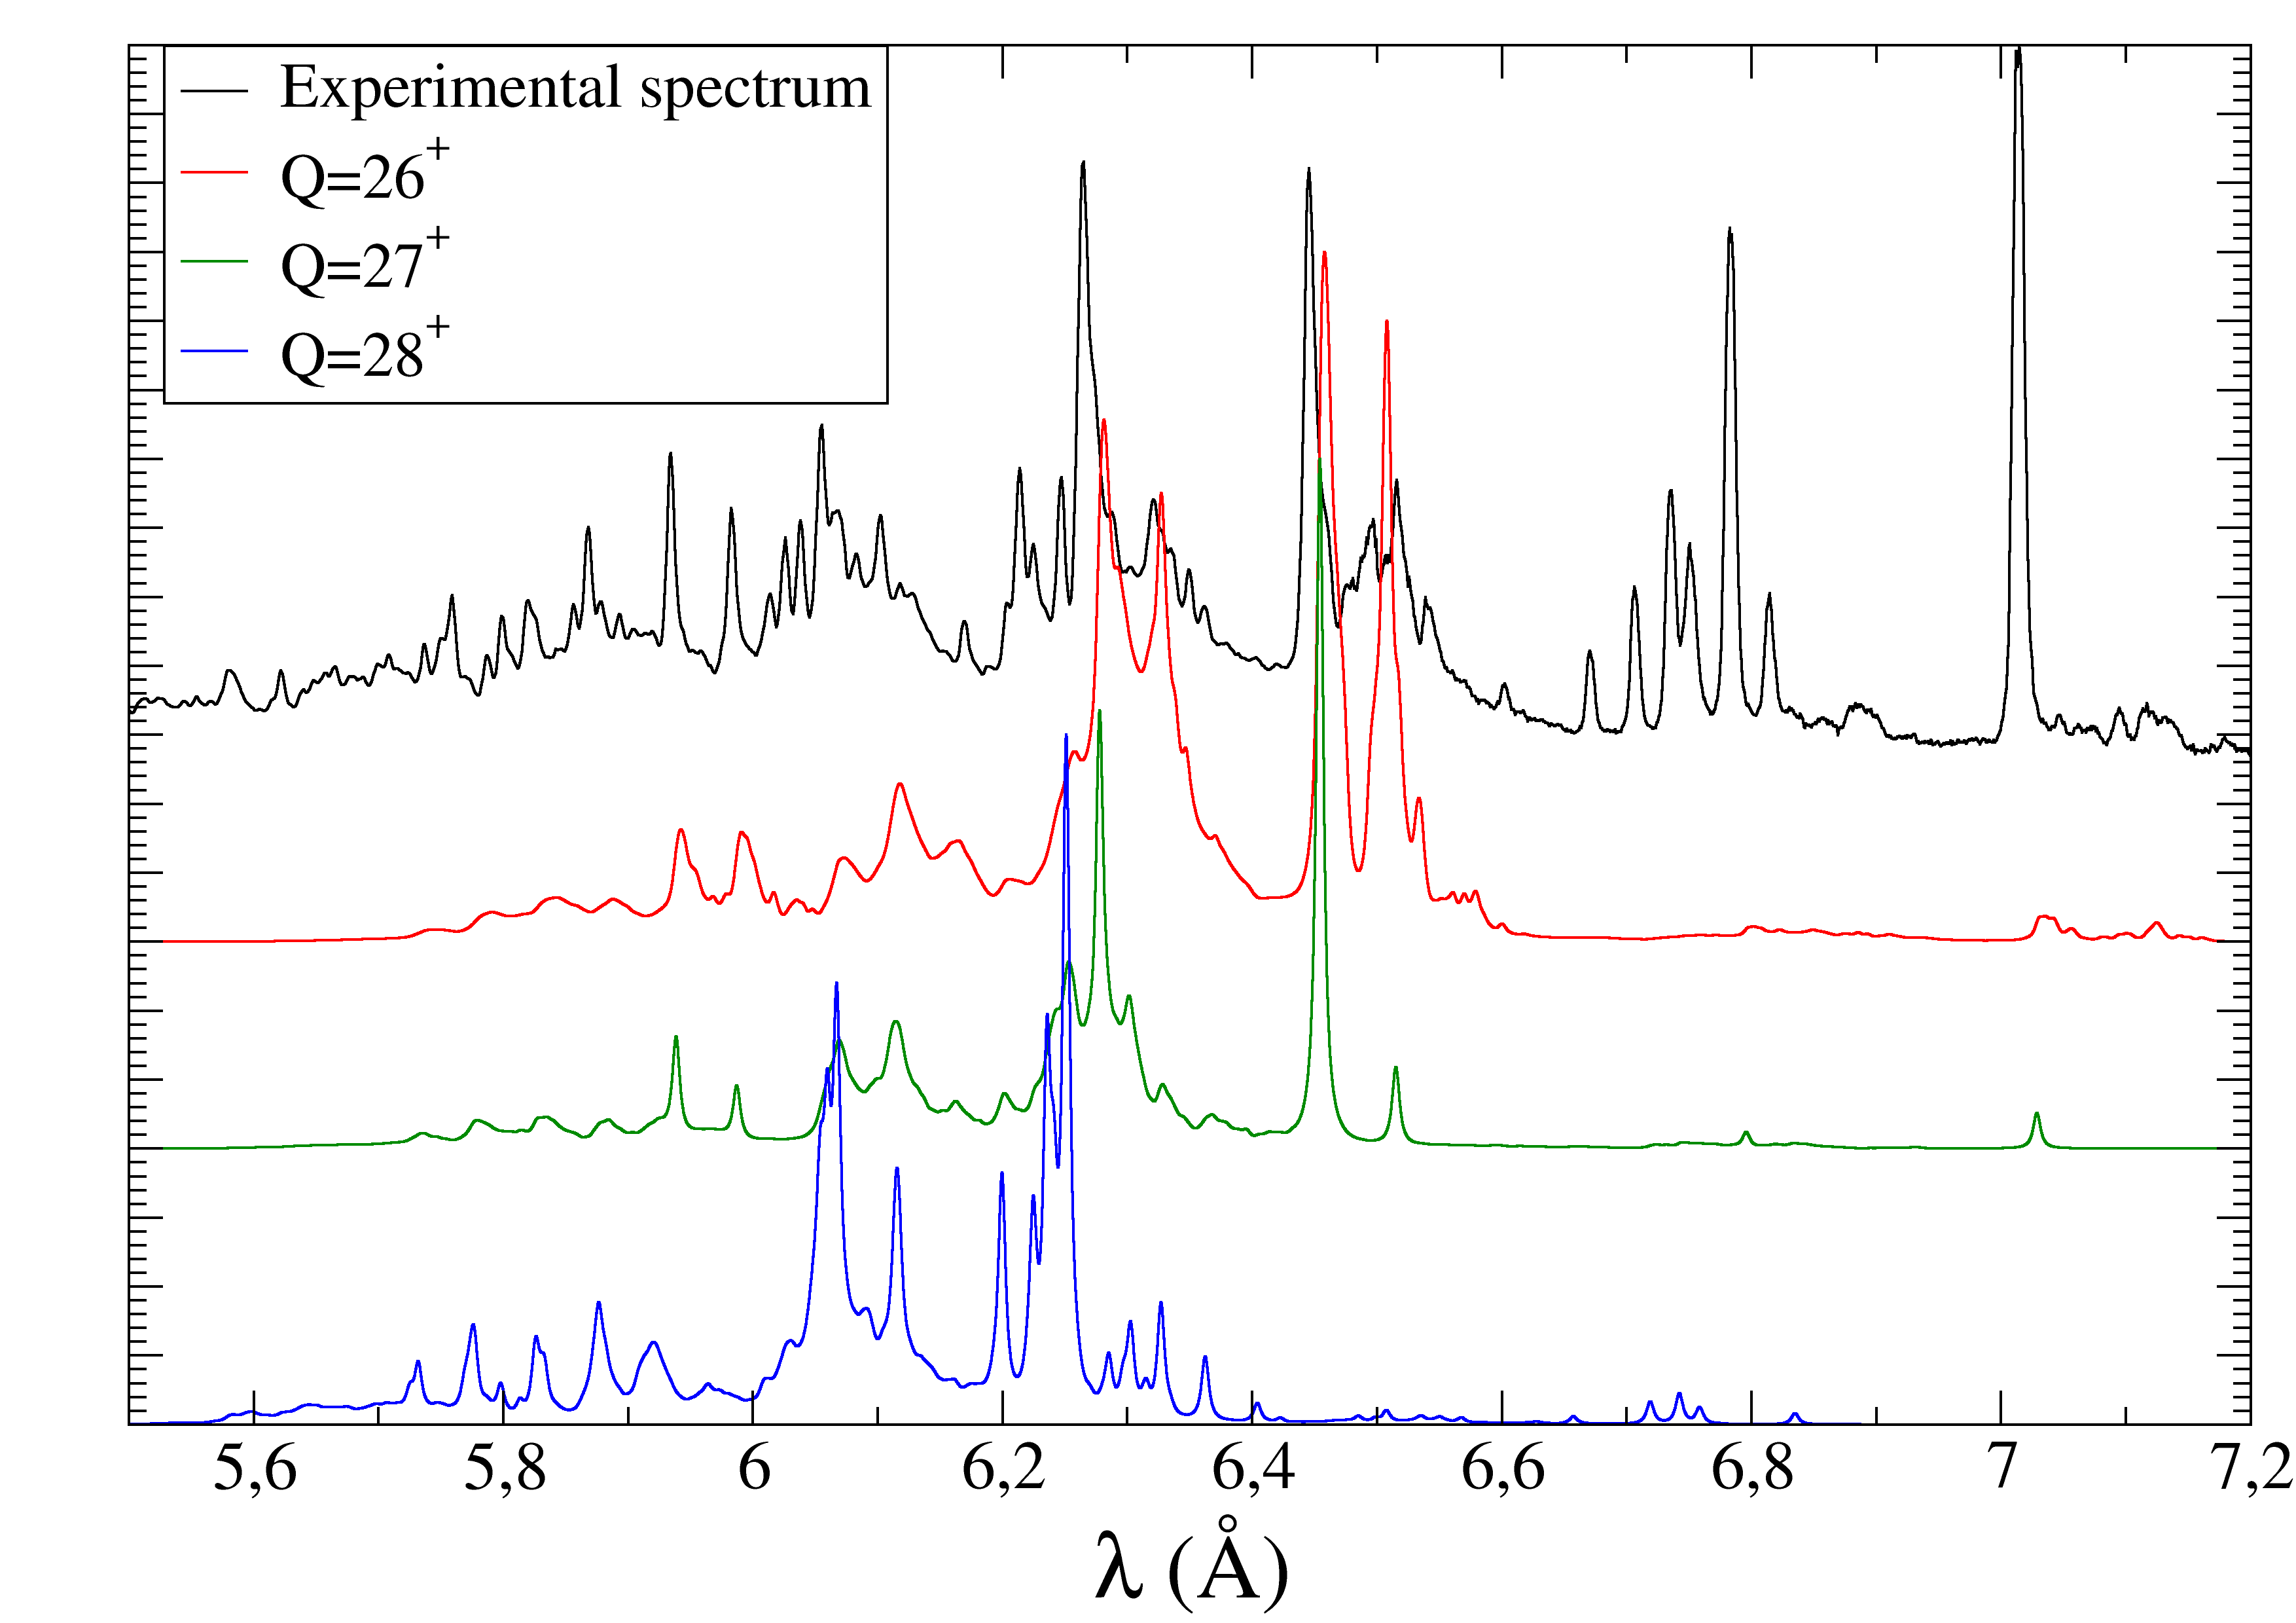 Experimental spectrum
Q=26+
Q=27+
Q=28+
5,6 5,8 6 6,2 6,4 6,6 6,8 7 7,2
λ (Å)